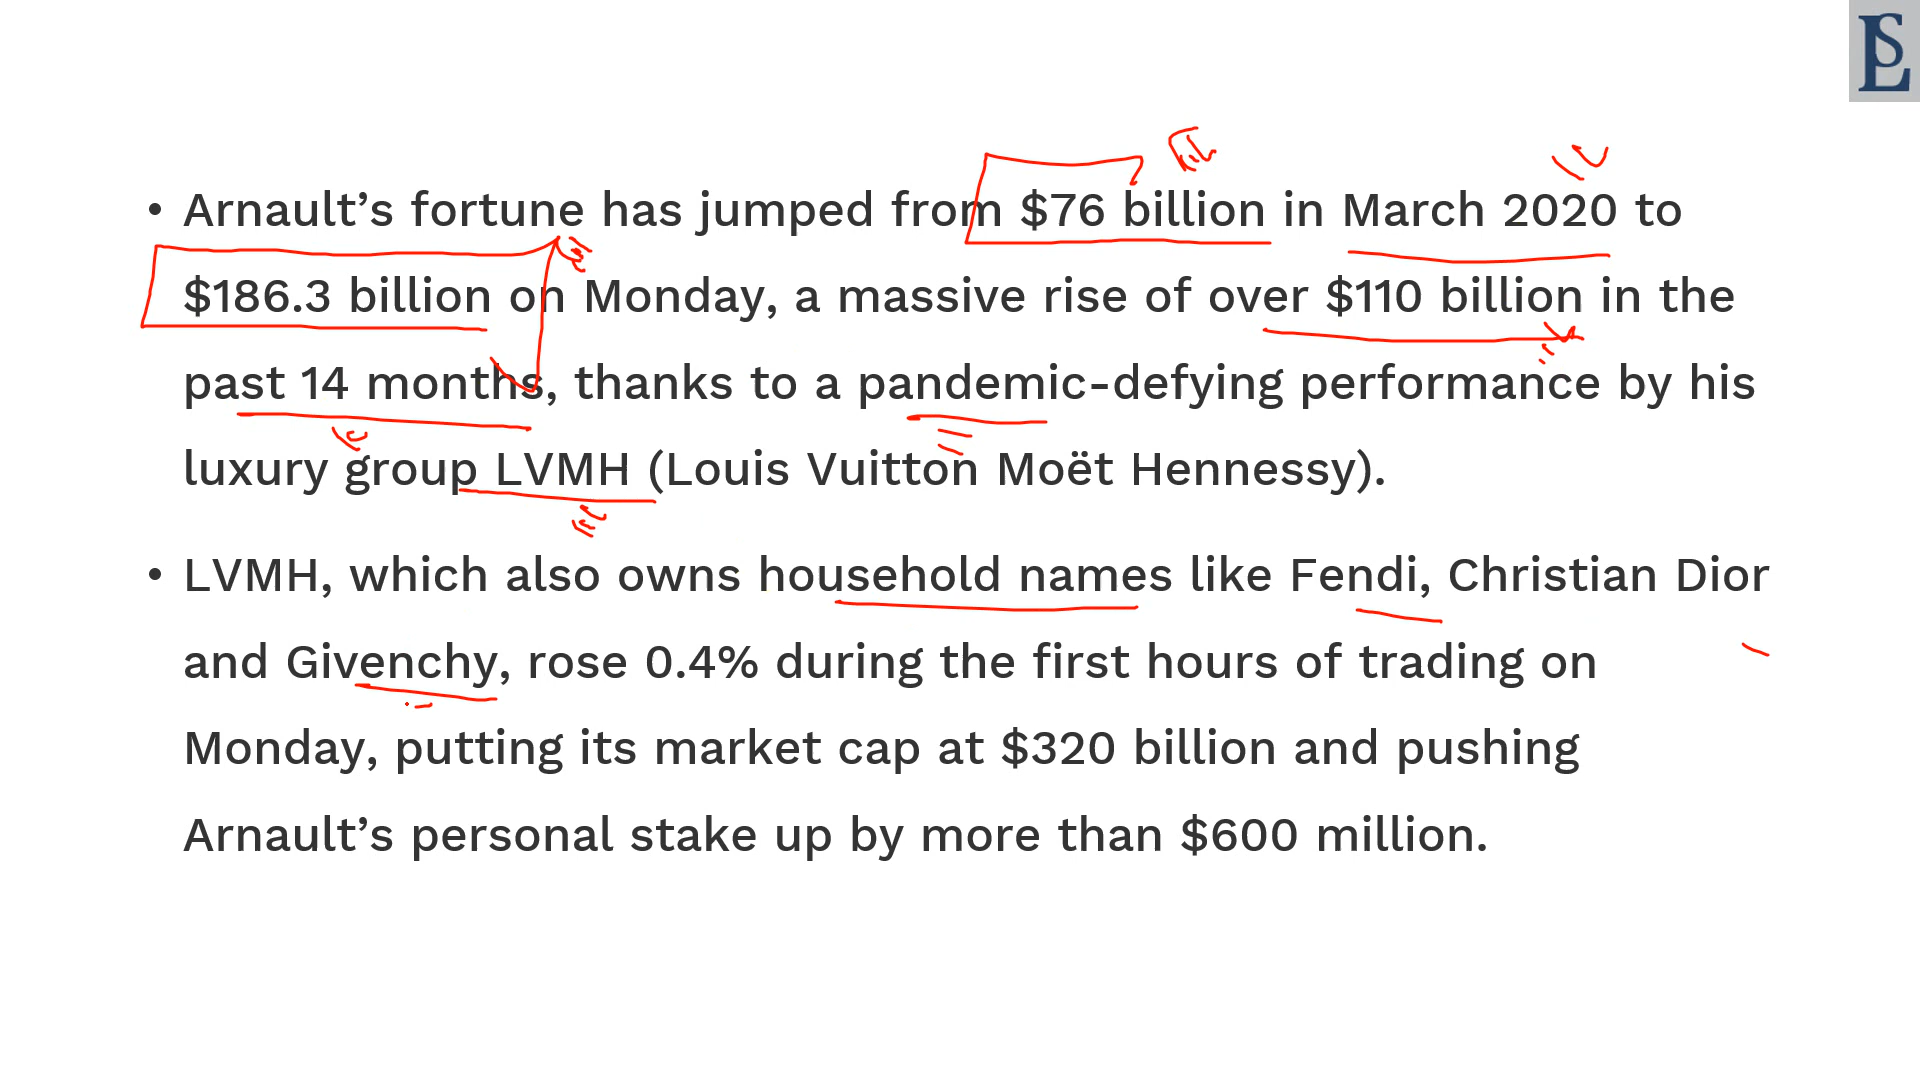 • Arnault’s fortune has jumped from $76 billion in March 2020 to
$186.3 billion on Monday, a massive rise of over $110 billion in the
past 14 months, thanks to a pandemic-defying performance by his
luxury group LVMH (Louis Vuitton Moët Hennessy).
• LVMH, which also owns household names like Fendi, Christian Dior
and Givenchy, rose 0.4% during the first hours of trading on
Monday, putting its market cap at $320 billion and pushing
Arnault’s personal stake up by more than $600 million.